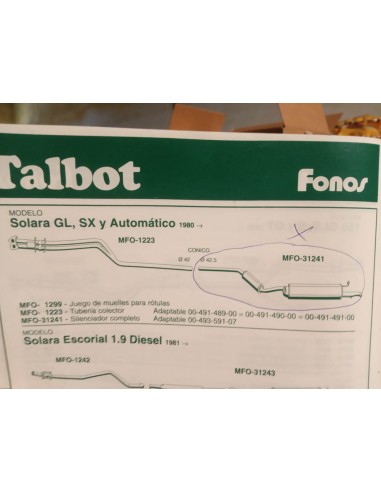 Talbot
Fonos
MODELO
Solara GL, SX y Automático 1980 →
MFO-1223
CONICO
Ø 42
Ø 42.5
MFO-31241
MFO- 1299 - Juego de muelles para rótulas
MFO- 1223 - Tubería colector Adaptable 00-491-489-00 = 00-491-490-00 = 00-491-491-00
MFO-31241 - Silenciador completo Adaptable 00-493-591-07
MODELO
Solara Escorial 1.9 Diesel 1981 →
MFO-1242
MFO-31243